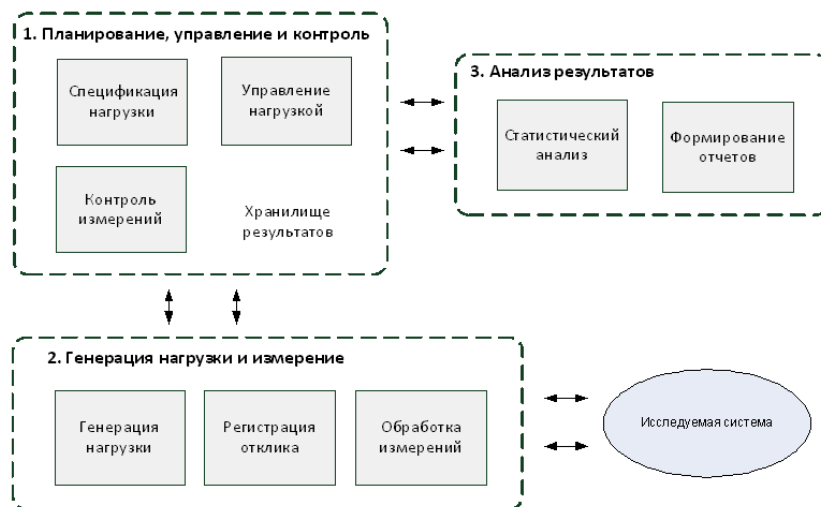 1. Планирование, управление и контроль
Спецификация
нагрузки
Управление
нагрузкой
Контроль
измерений
Хранилище
результатов
3. Анализ результатов
Статистический
анализ
Формирование
отчетов
2. Генерация нагрузки и измерение
Генерация
нагрузки
Регистрация
отклика
Обработка
измерений
Исследуемая система